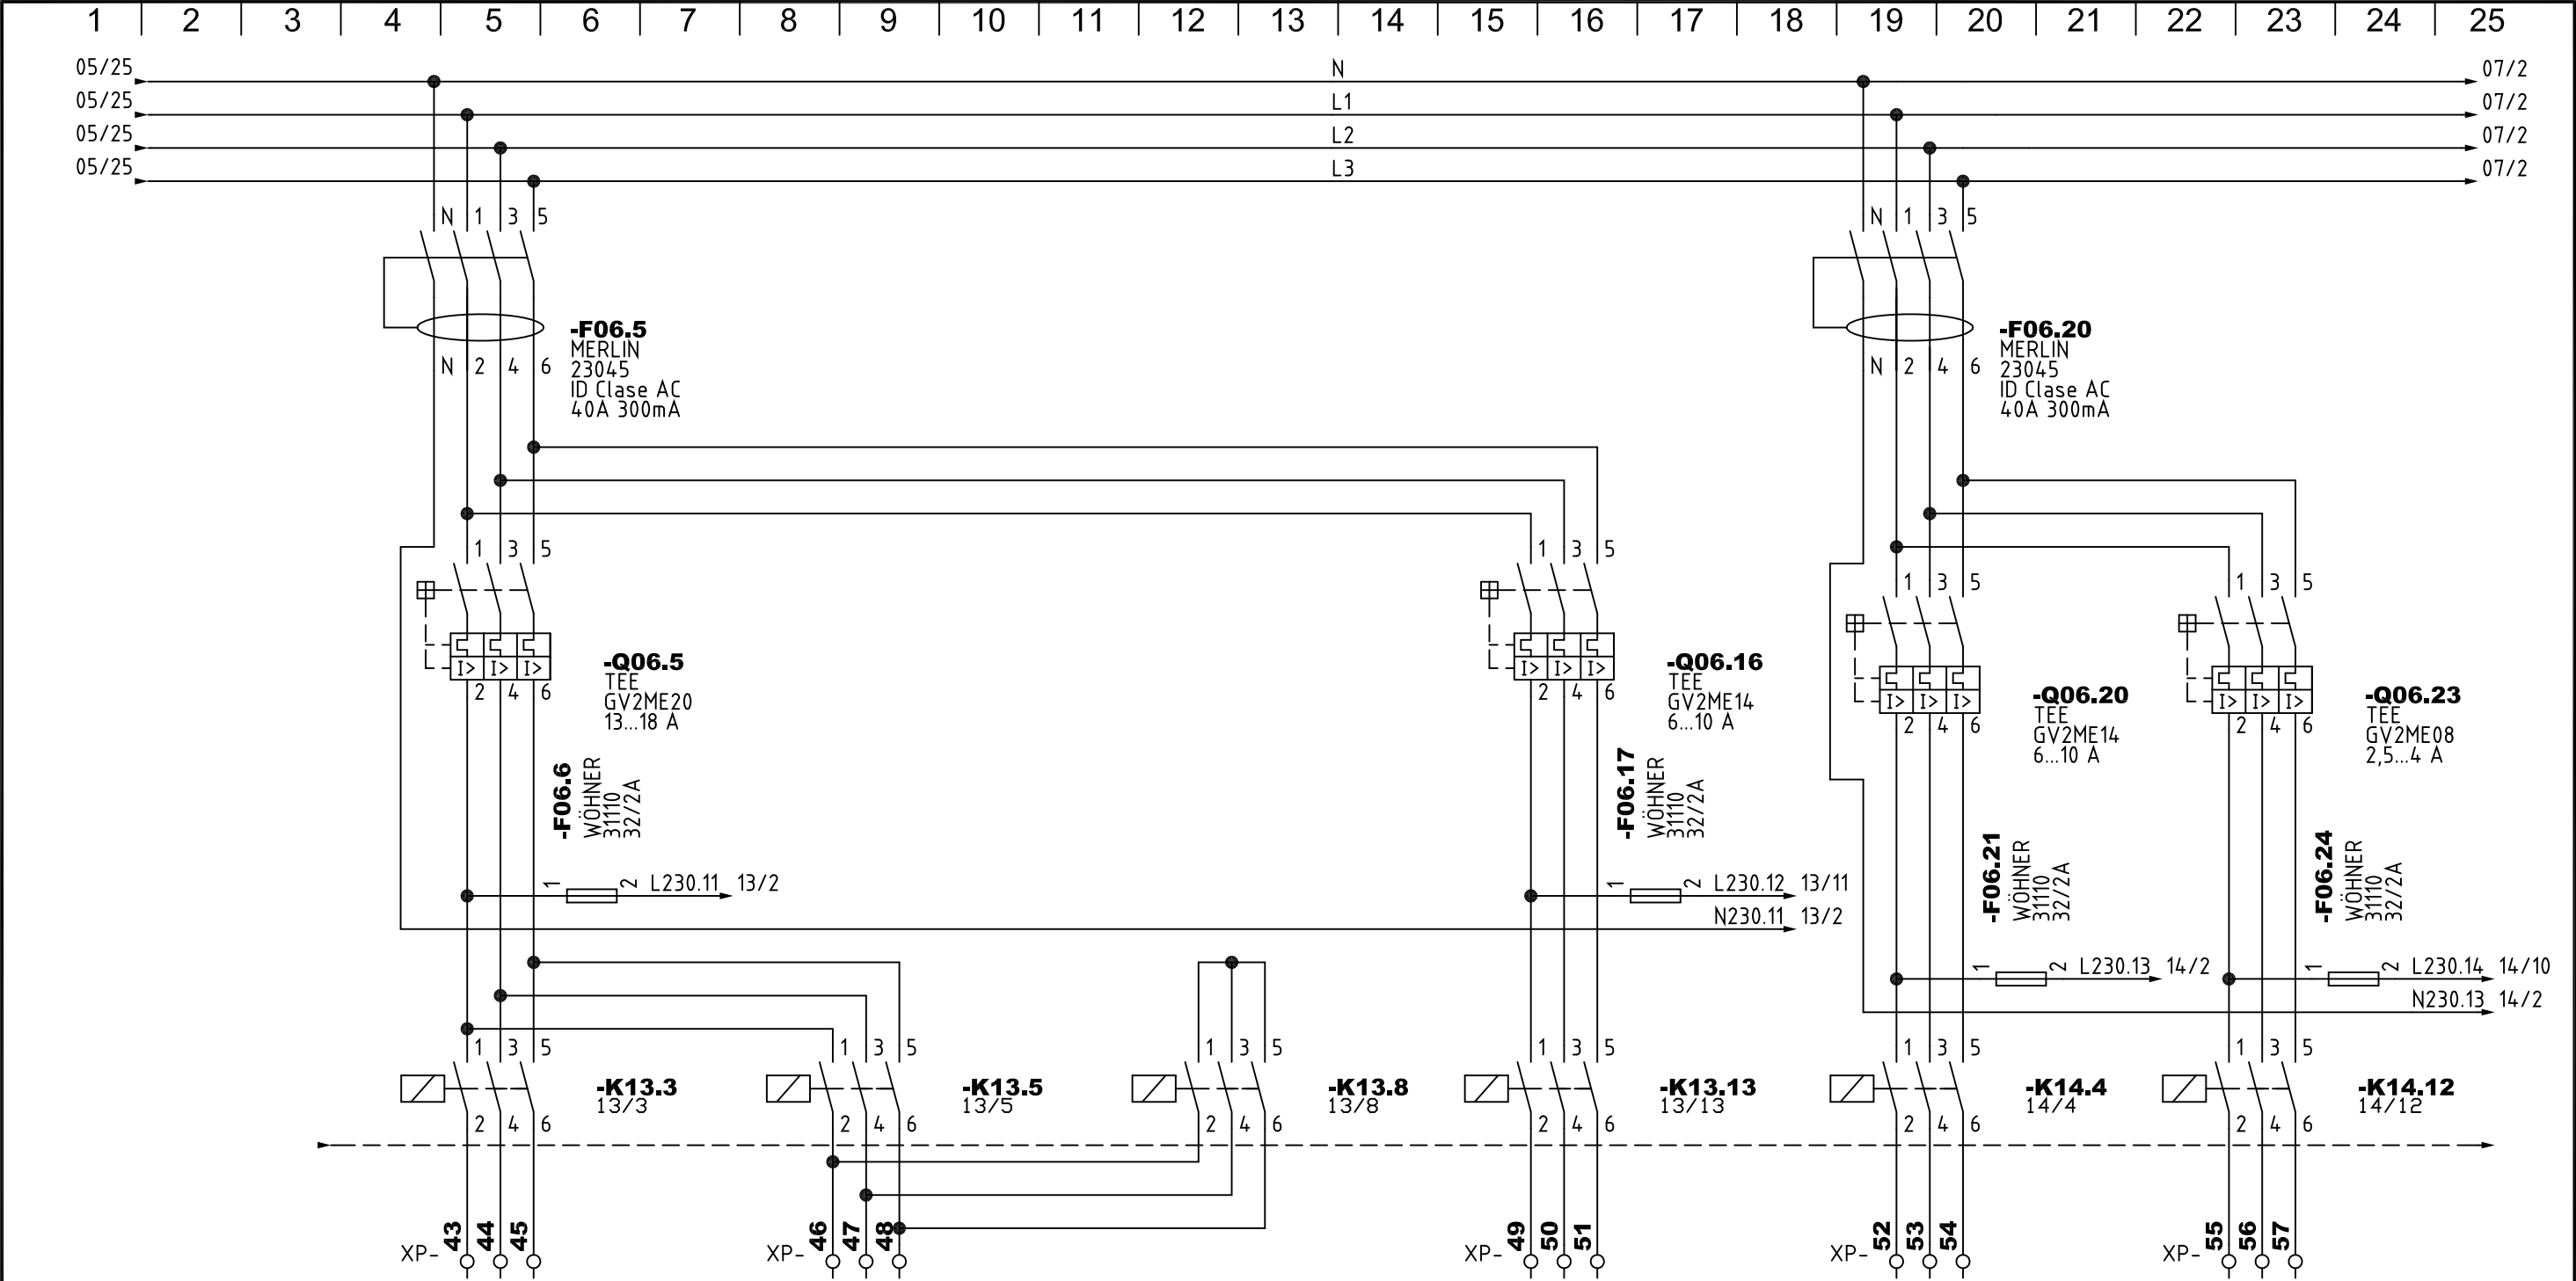 1 2 3 4 5 6 7 8 9 10 11 12 13 14 15 16 17 18 19 20 21 22 23 24 25
05/25 N 07/2
05/25 L1 07/2
05/25 L2 07/2
05/25 L3 07/2
N 1 3 5
N 1 3 5
-F06.5
MERLIN
23045
ID Clase AC
40A 300mA
N 2 4 6
-F06.20
MERLIN
23045
ID Clase AC
40A 300mA
N 2 4 6
1 3 5
1 3 5
1 3 5
1 3 5
I> I> I>
2 4 6
-Q06.5
TEE
GV2ME20
13...18 A
I> I> I>
2 4 6
-Q06.16
TEE
GV2ME14
6...10 A
I> I> I>
2 4 6
-Q06.20
TEE
GV2ME14
6...10 A
I> I> I>
2 4 6
-Q06.23
TEE
GV2ME08
2,5...4 A
-F06.6
WÖHNER
31110
32/2A
-F06.17
WÖHNER
31110
32/2A
-F06.21
WÖHNER
31110
32/2A
-F06.24
WÖHNER
31110
32/2A
1 2 L230.11 13/2
1 2 L230.12 13/11
N230.11 13/2
1 2 L230.13 14/2
1 2 L230.14 14/10
N230.13 14/2
1 3 5
1 3 5
1 3 5
1 3 5
1 3 5
1 3 5
-K13.3
13/3
-K13.5
13/5
-K13.8
13/8
-K13.13
13/13
-K14.4
14/4
-K14.12
14/12
2 4 6
2 4 6
2 4 6
2 4 6
2 4 6
2 4 6
XP- 43 44 45
XP- 46 47 48
XP- 49 50 51
XP- 52 53 54
XP- 55 56 57